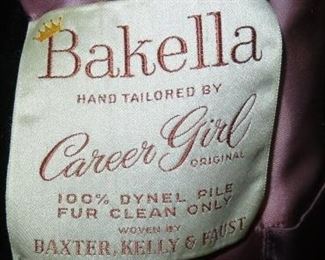 Bakella
HAND TAILORED BY
Career Girl
ORIGINAL
100% DYNEL PILE
FUR CLEAN ONLY
WOVEN BY
BAXTER, KELLY & FAUST